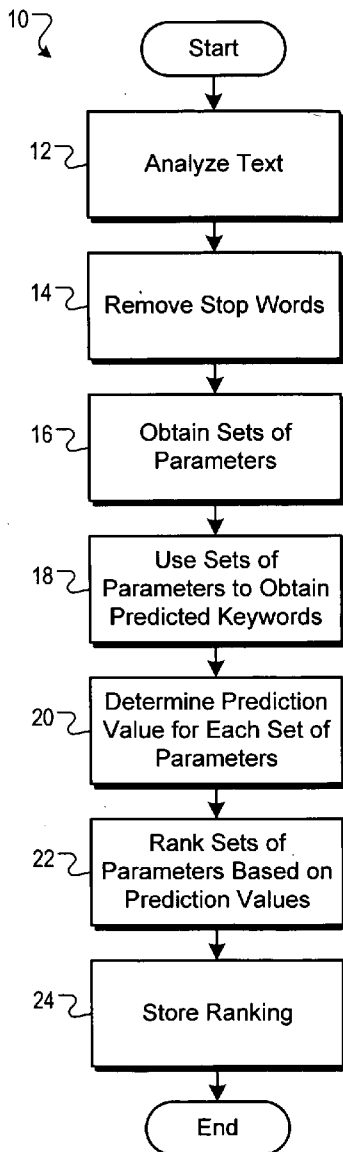 10
Start
12
Analyze Text
14
Remove Stop Words
16
Obtain Sets of
Parameters
18
Use Sets of
Parameters to Obtain
Predicted Keywords
20
Determine Prediction
Value for Each Set of
Parameters
22
Rank Sets of
Parameters Based on
Prediction Values
24
Store Ranking
End